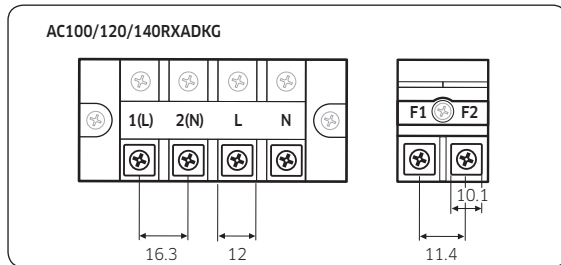 AC100/120/140RXADKG
1(L) 2(N) L N
F1 F2
10.1
16.3 12 11.4